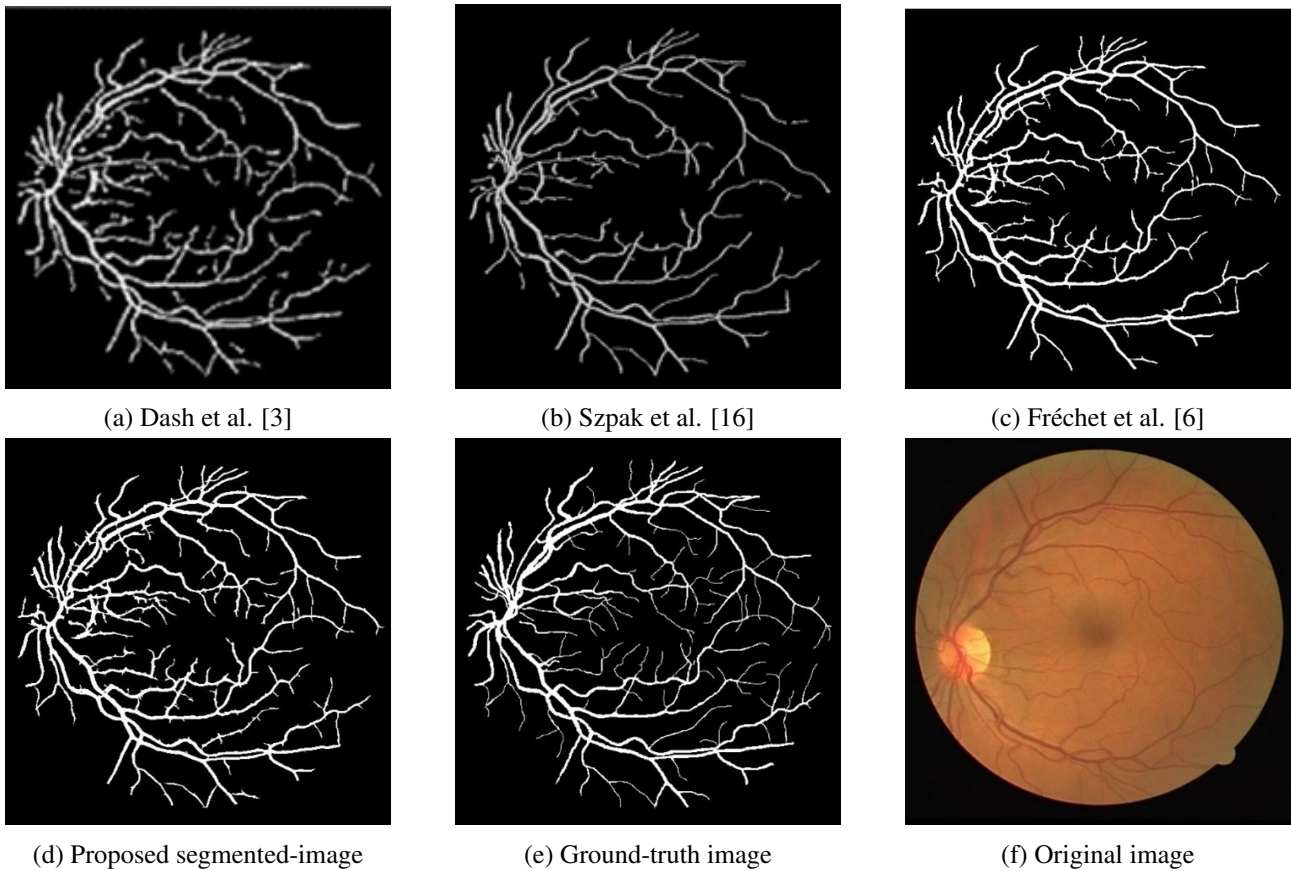 (a) Dash et al. [3]
(b) Szpak et al. [16]
(c) Fréchet et al. [6]
(d) Proposed segmented-image
(e) Ground-truth image
(f) Original image